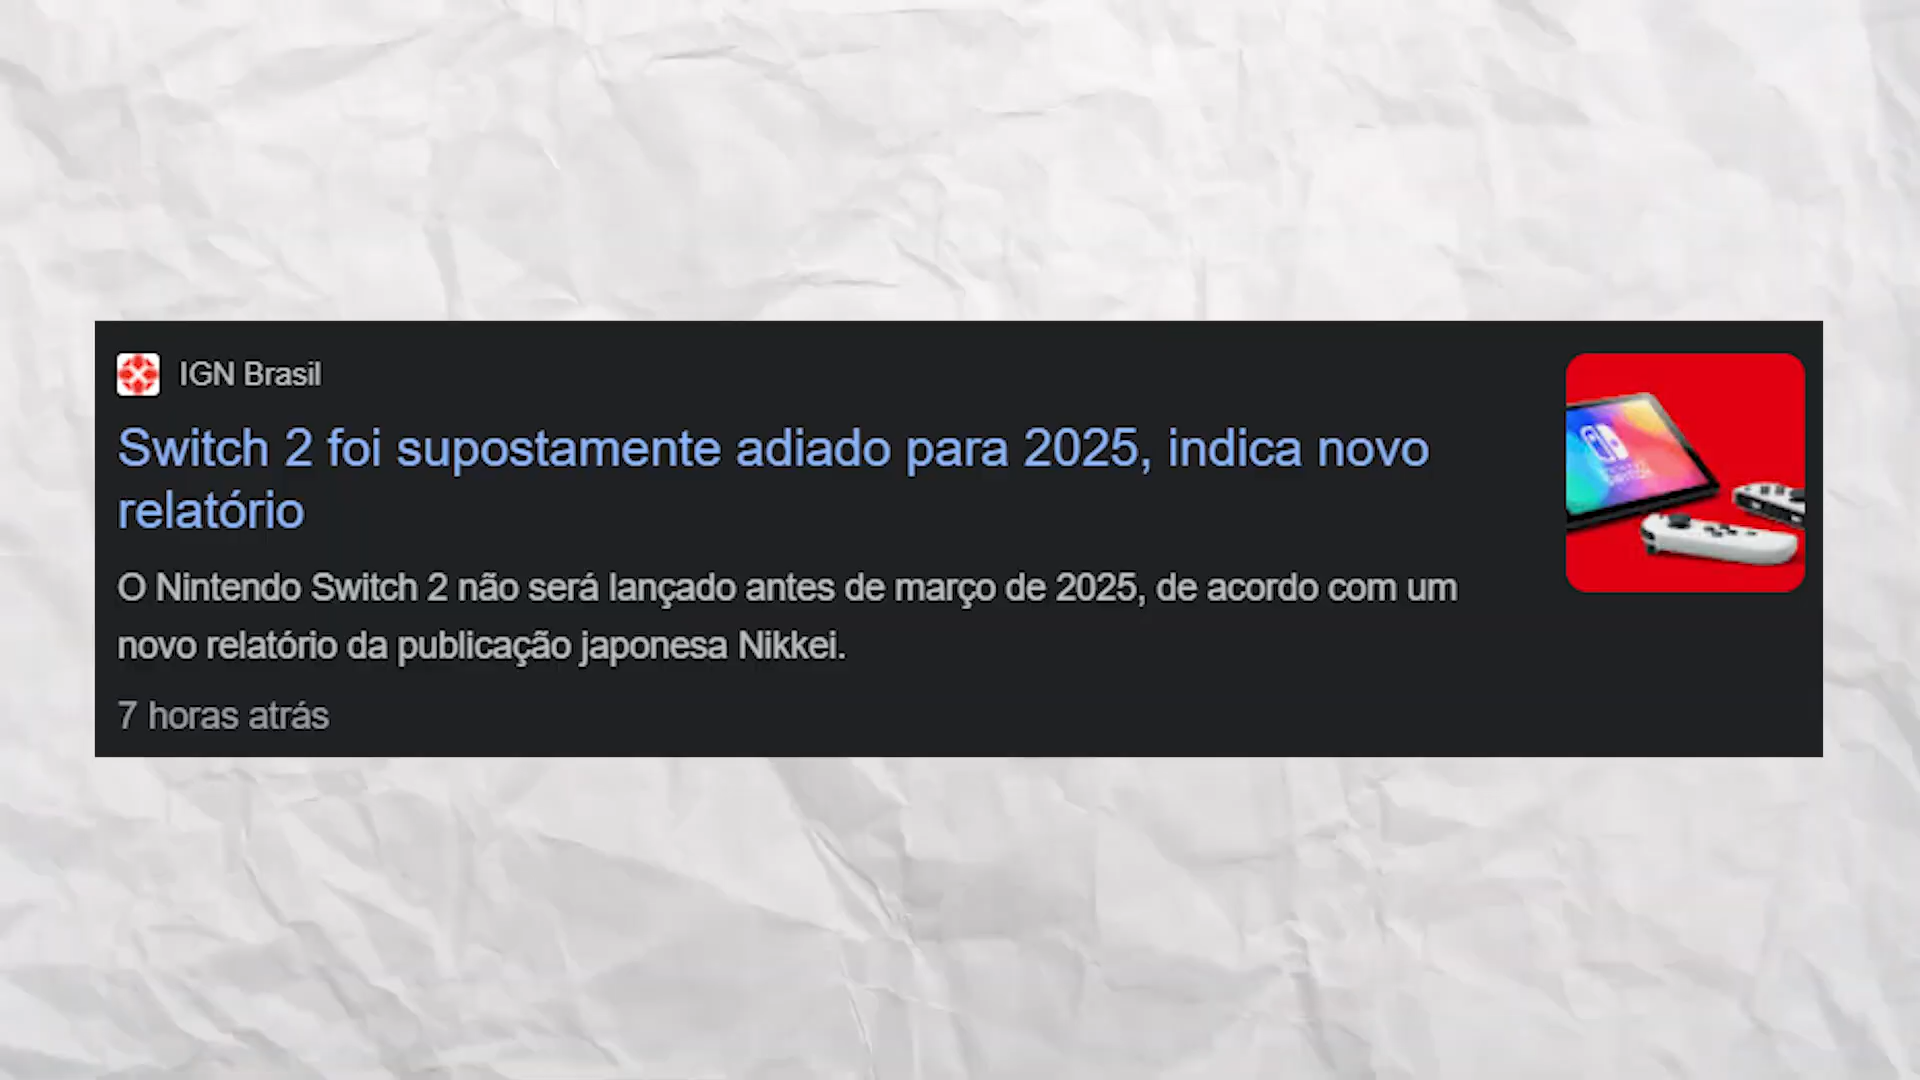 IGN Brasil
Switch 2 foi supostamente adiado para 2025, indica novo
relatório
O Nintendo Switch 2 não será lançado antes de março de 2025, de acordo com um
novo relatório da publicação japonesa Nikkei.
7 horas atrás